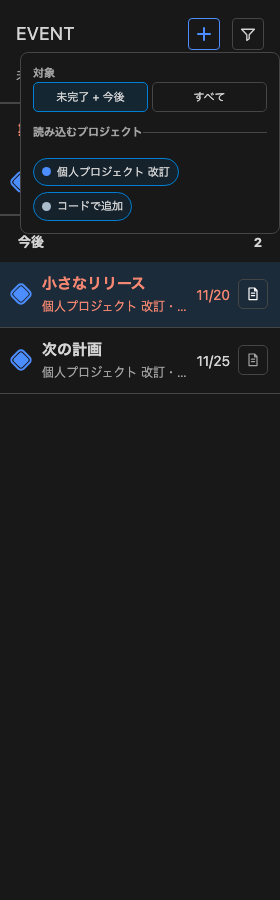 EVENT
対象
未完了 + 今後
すべて
読み込むプロジェクト
個人プロジェクト 改訂
コードで追加
今後
2
小さなリリース
個人プロジェクト 改訂・...
11/20
次の計画
個人プロジェクト 改訂・...
11/25